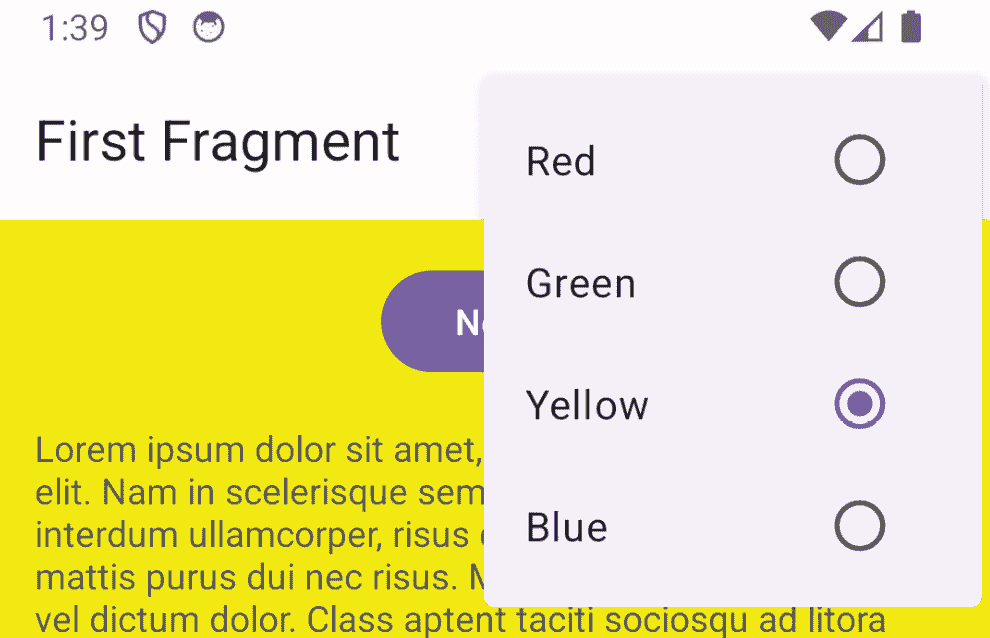 1:39
First Fragment
Red
Green
Yellow
Blue
Lorem ipsum dolor sit amet,
elit. Nam in scelerisque sem
interdum ullamcorper, risus
mattis purus dui nec risus.
vel dictum dolor. Class aptent taciti sociosqu ad litora